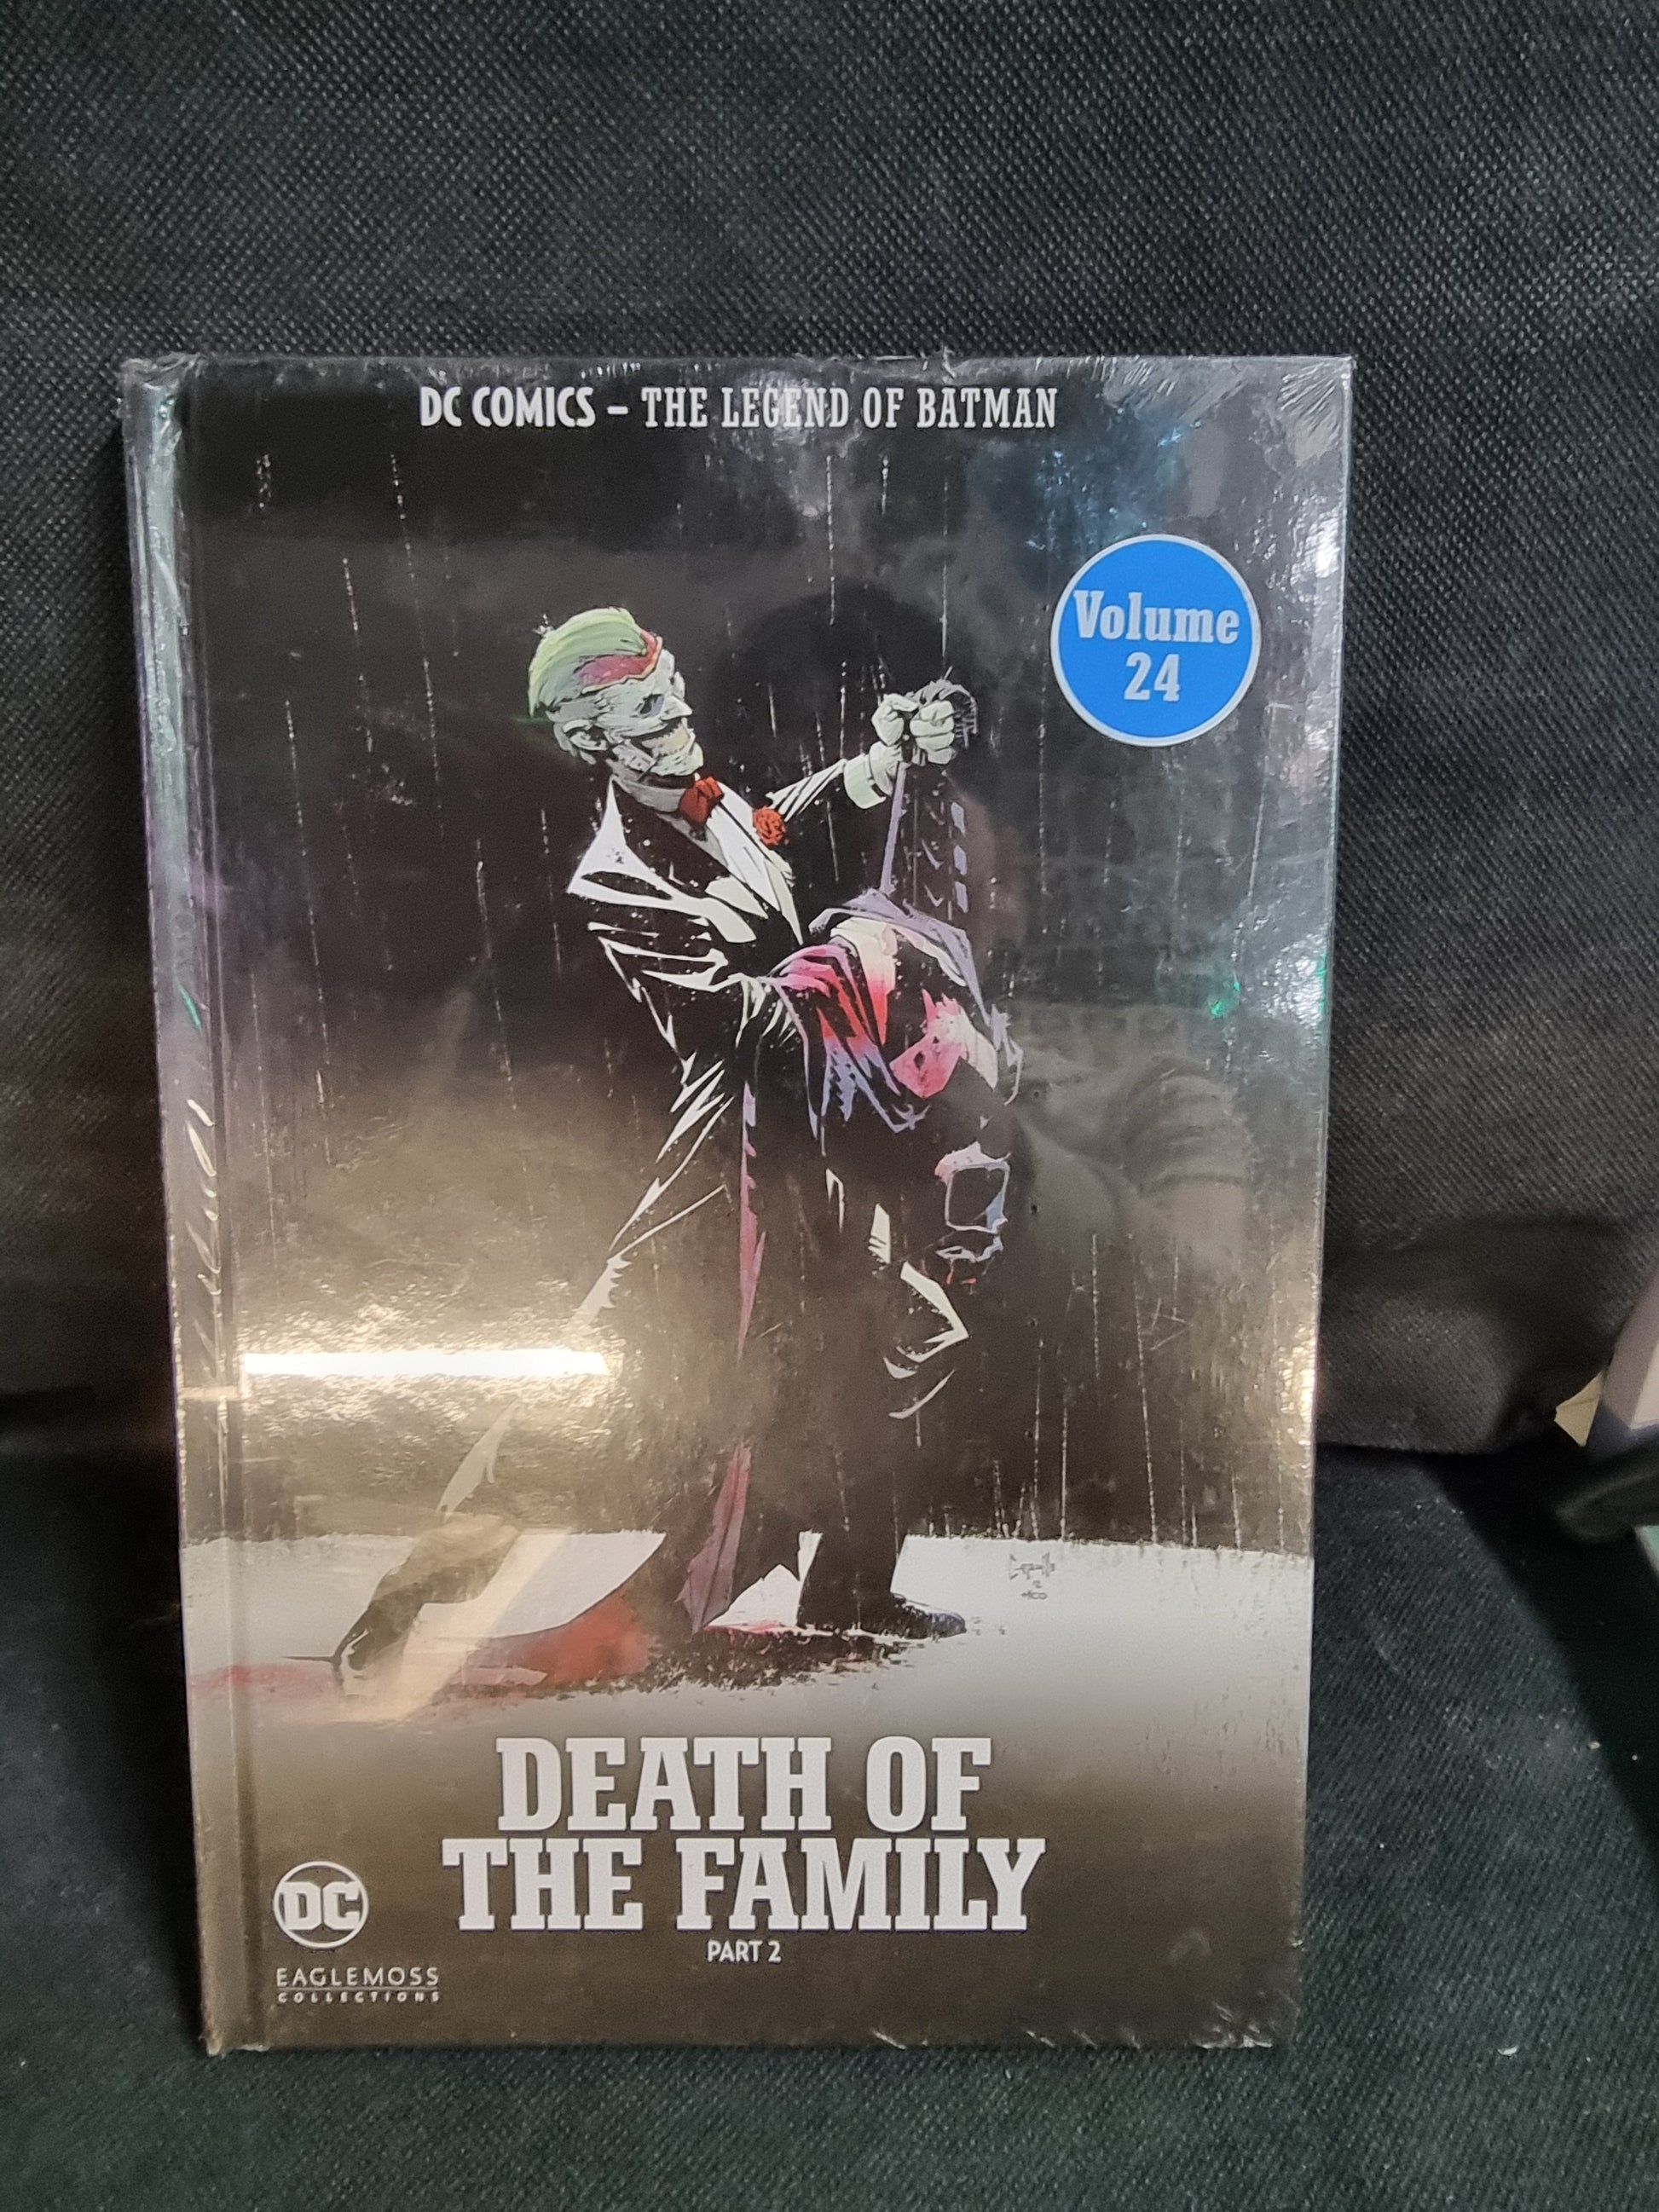 DC COMICS – THE LEGEND OF BATMAN
Volume
24
DEATH OF
THE FAMILY
PART 2
DC
EAGLEMOSS
COLLECTIONS